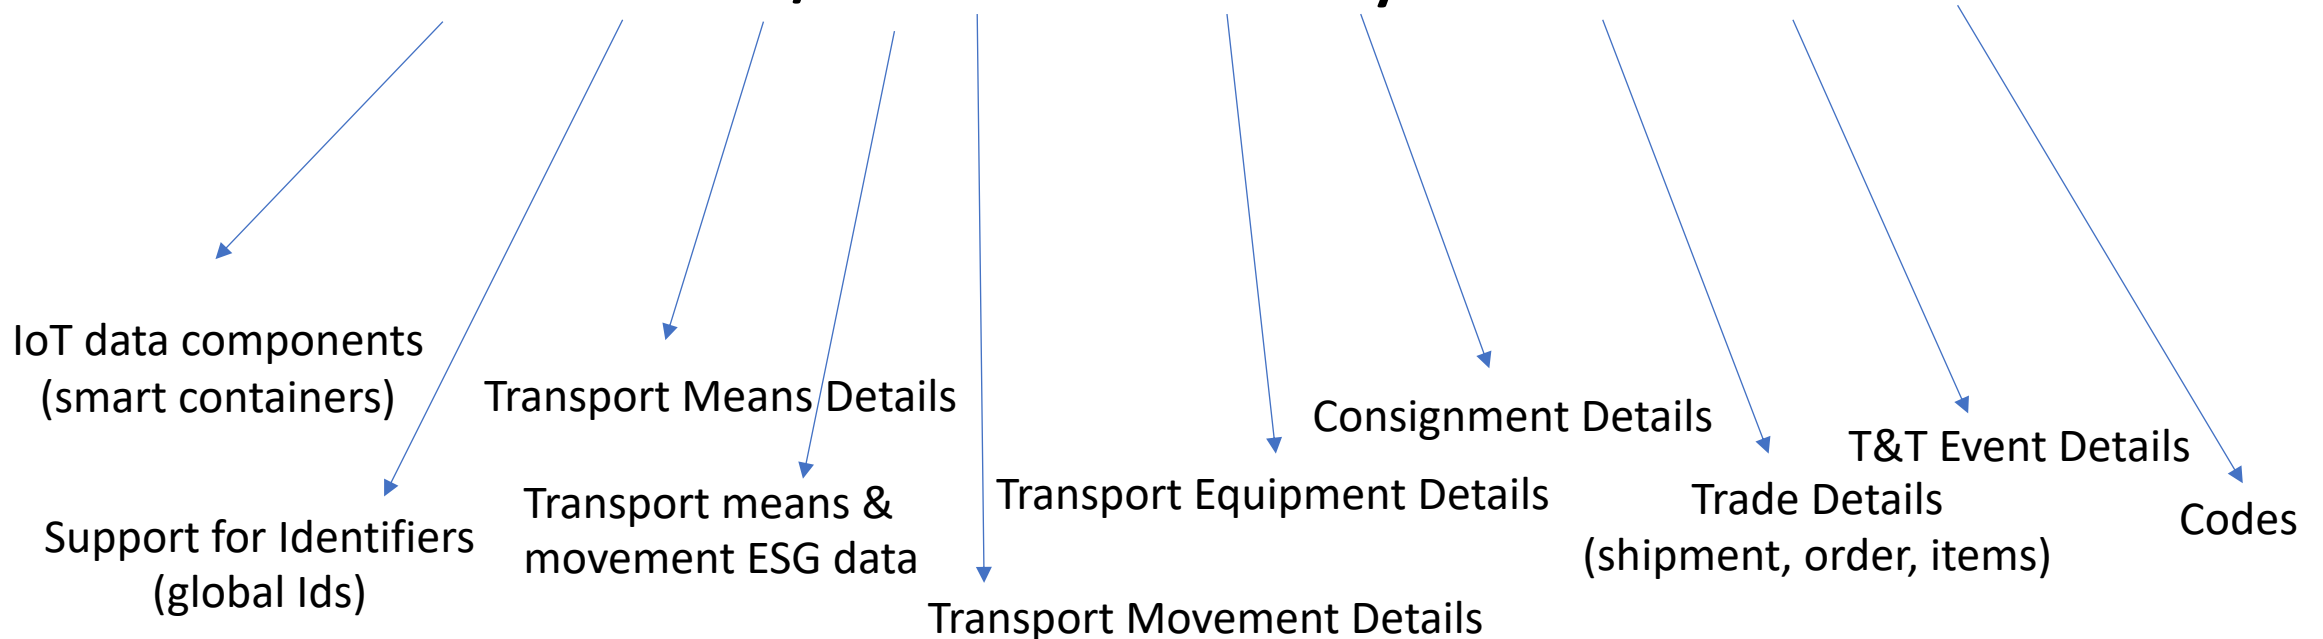 IoT data components
(smart containers)
Support for Identifiers
(global Ids)
Transport Means Details
Transport means &
movement ESG data
Transport Movement Details
Transport Equipment Details
Consignment Details
Trade Details
(shipment, order, items)
T&T Event Details
Codes